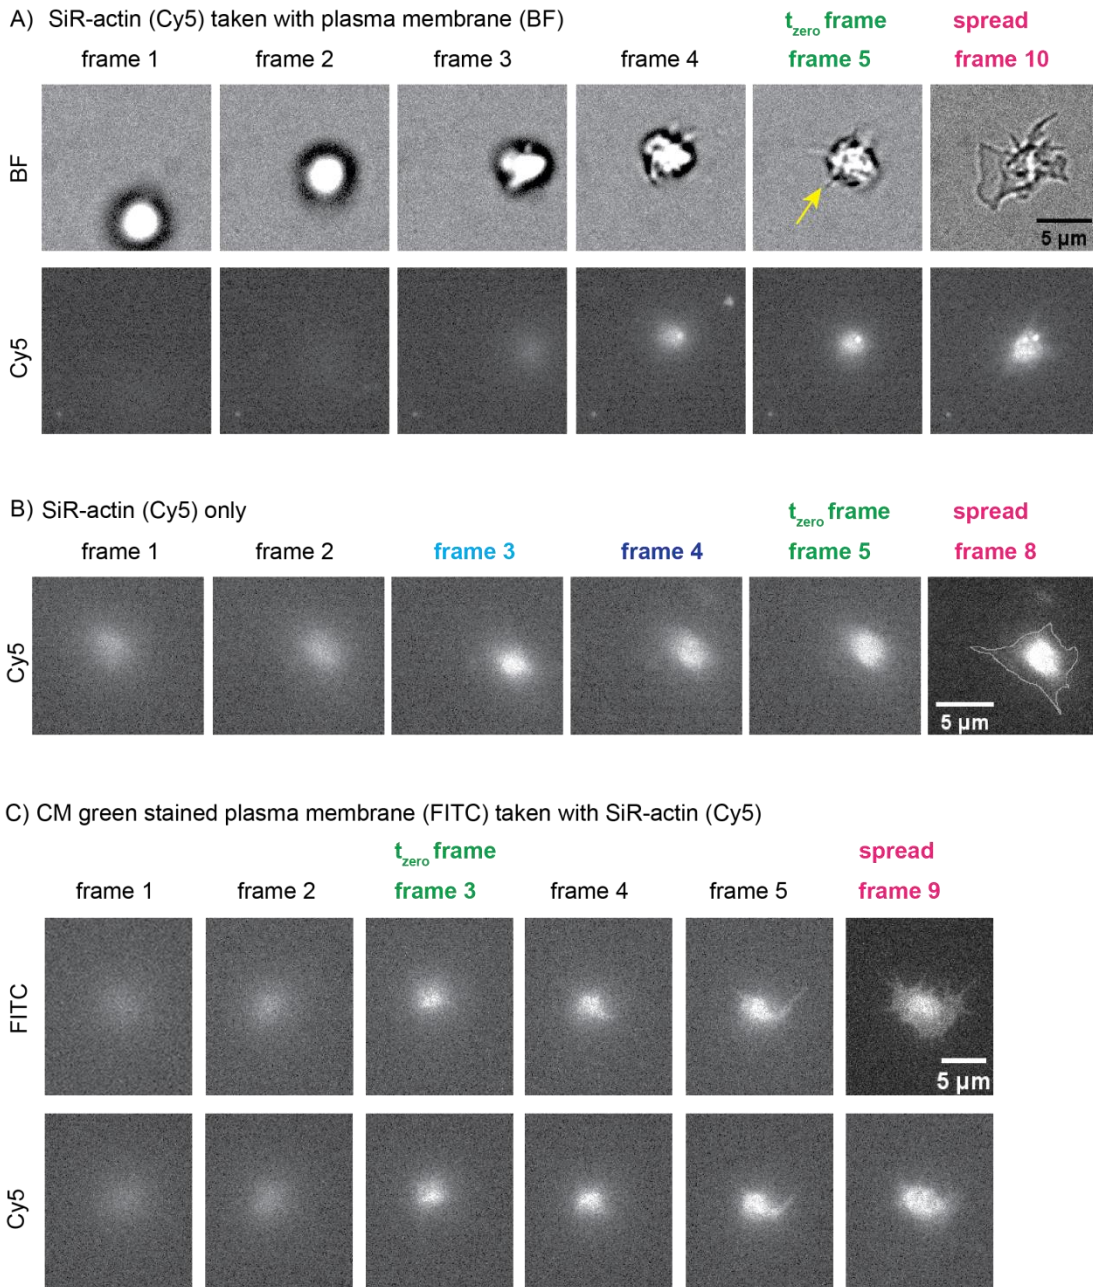 A) SiR-actin (Cy5) taken with plasma membrane (BF)
tzero frame spread
frame 1 frame 2 frame 3 frame 4 frame 5 frame 10
BF
5 µm
Cy5
B) SiR-actin (Cy5) only
tzero frame spread
frame 1 frame 2 frame 3 frame 4 frame 5 frame 8
Cy5
5 µm
C) CM green stained plasma membrane (FITC) taken with SiR-actin (Cy5)
tzero frame spread
frame 1 frame 2 frame 3 frame 4 frame 5 frame 9
FITC
5 µm
Cy5